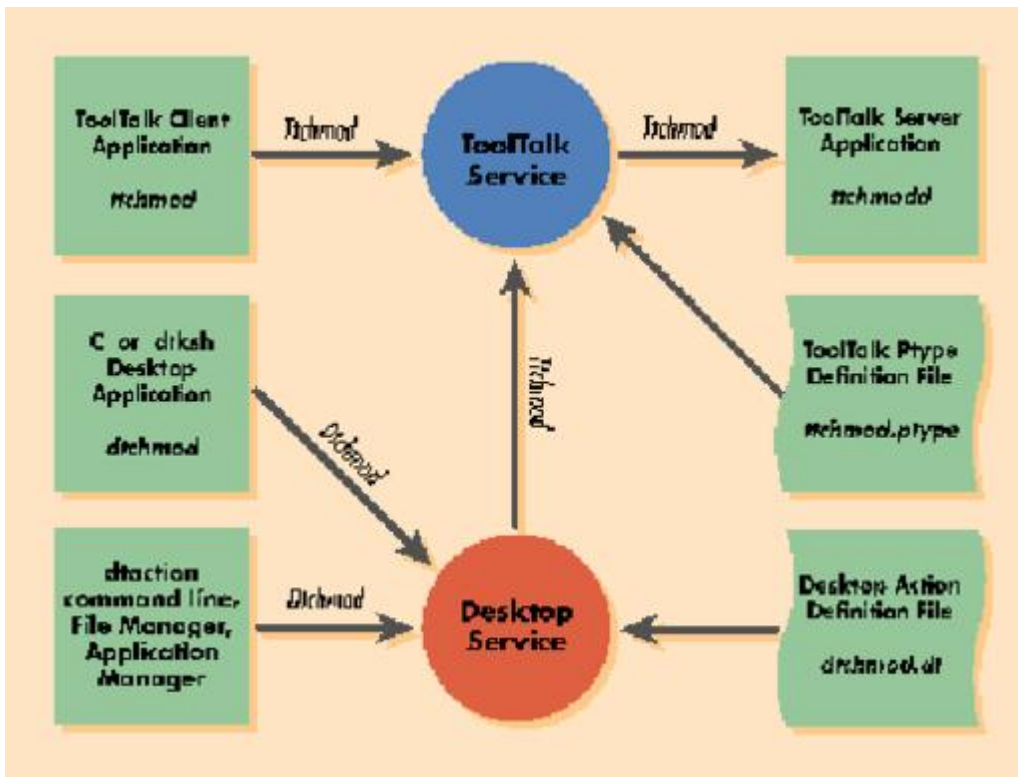 ToolTalk Client
Application
ttchmod
Ttchmod
ToolTalk
Service
Ttchmod
ToolTalk Server
Application
ttchmodd
C or dtksh
Desktop
Application
dtchmod
Dtchmod
Ttchmod
ToolTalk Ptype
Definition File
ttchmod.ptype
dtaction
command line,
File Manager,
Application
Manager
Dtchmod
Desktop
Service
Desktop Action
Definition File
dtchmod.dt